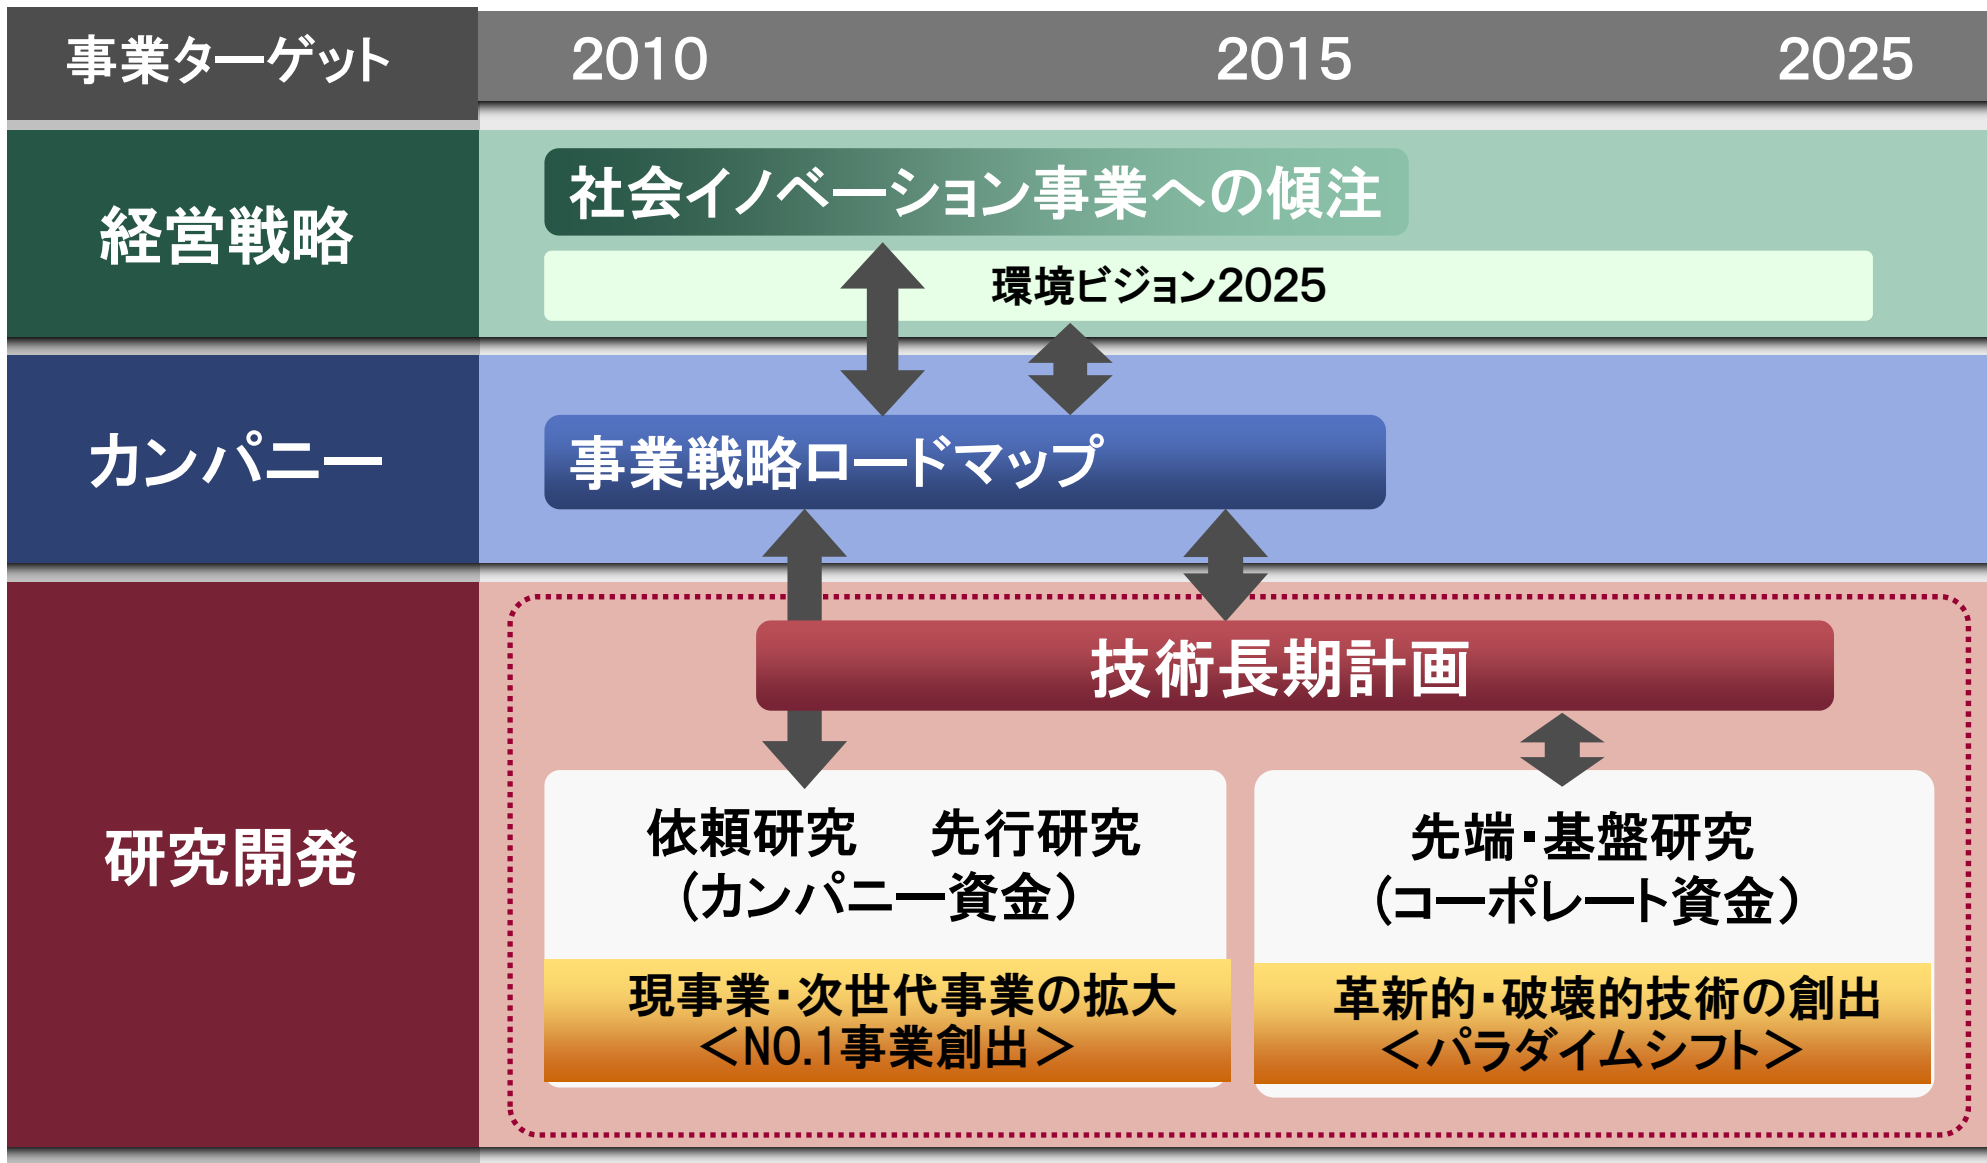 事業ターゲット 2010 2015 2025
経営戦略
社会イノベーション事業への傾注
環境ビジョン2025
カンパニー
事業戦略ロードマップ
研究開発
技術長期計画
依頼研究 先行研究
（カンパニー資金）
現事業・次世代事業の拡大
＜NO.1事業創出＞
先端・基盤研究
（コーポレート資金）
革新的・破壊的技術の創出
＜パラダイムシフト＞